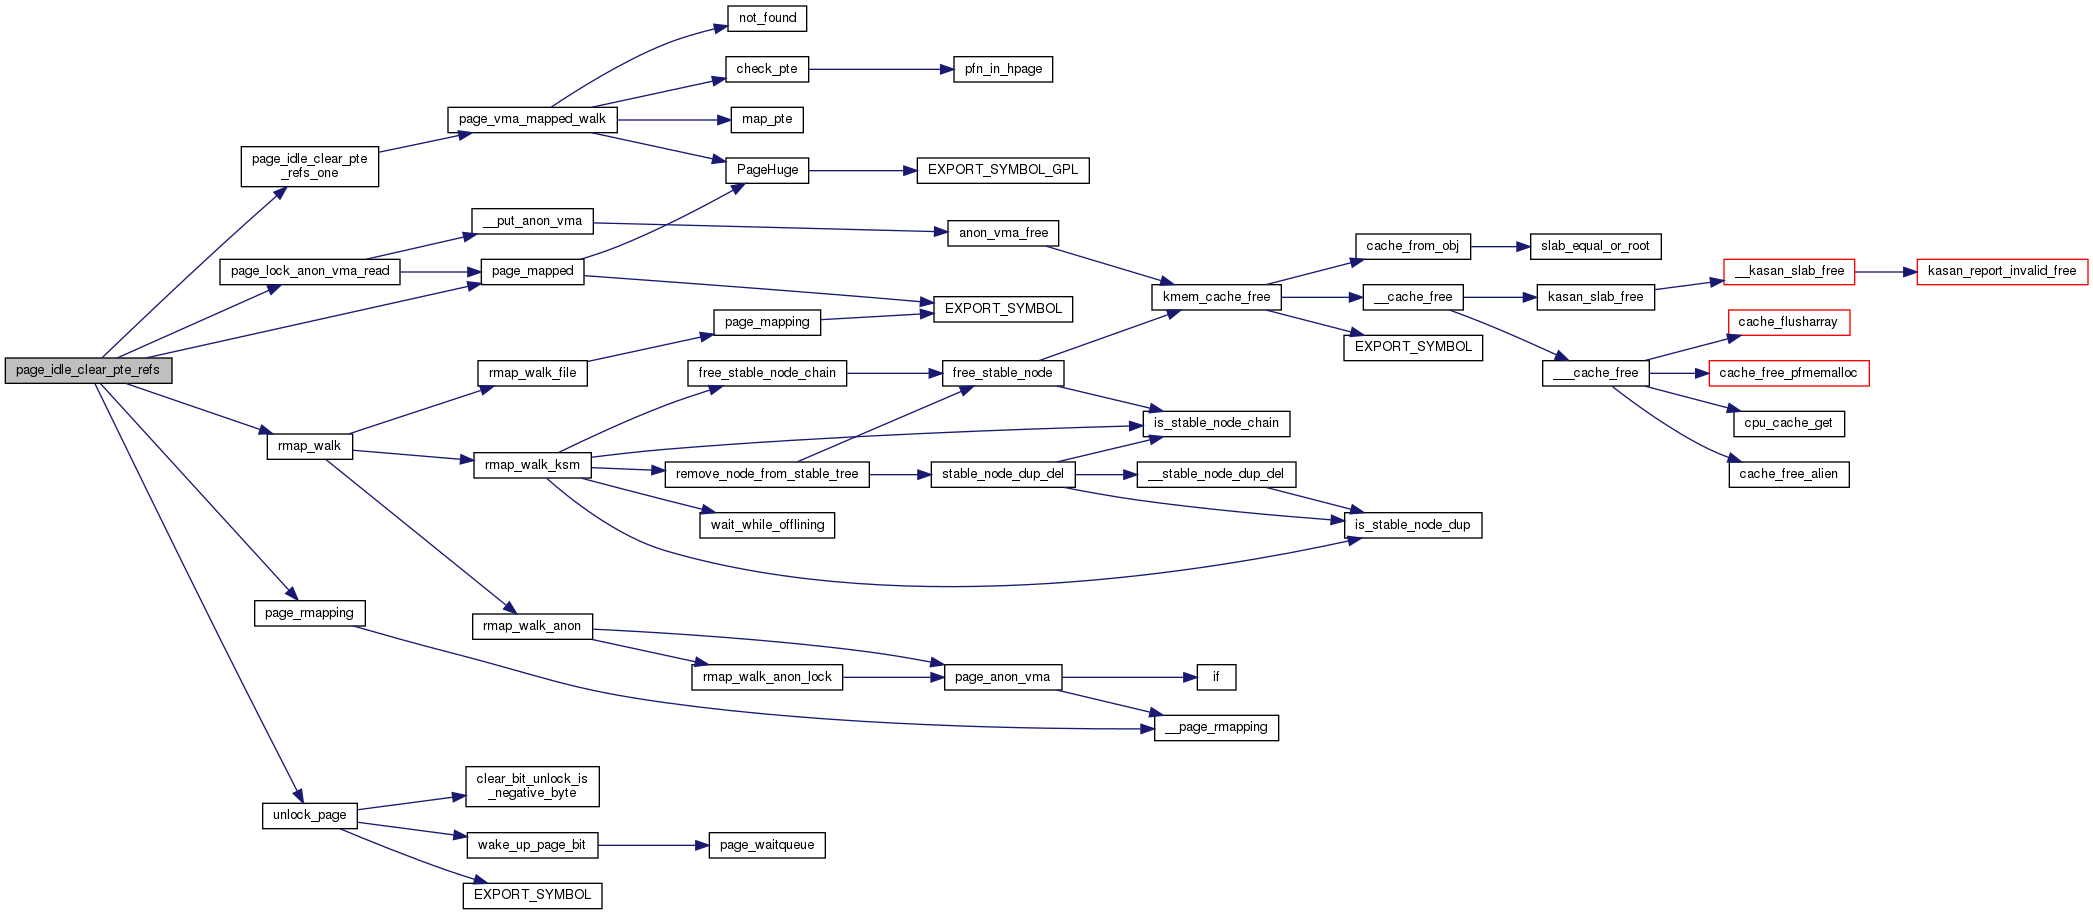 not_found
check_pte
pfn_in_hpage
page_vma_mapped_walk
map_pte
page_idle_clear_pte
_refs_one
PageHuge
EXPORT_SYMBOL_GPL
__put_anon_vma
anon_vma_free
cache_from_obj
slab_equal_or_root
page_lock_anon_vma_read
page_mapped
__kasan_slab_free
kasan_report_invalid_free
kmem_cache_free
__cache_free
kasan_slab_free
EXPORT_SYMBOL
page_mapping
cache_flusharray
EXPORT_SYMBOL
page_idle_clear_pte_refs
rmap_walk_file
free_stable_node_chain
free_stable_node
___cache_free
cache_free_pfmemalloc
is_stable_node_chain
cpu_cache_get
rmap_walk
rmap_walk_ksm
remove_node_from_stable_tree
stable_node_dup_del
__stable_node_dup_del
cache_free_alien
wait_while_offlining
is_stable_node_dup
page_rmapping
rmap_walk_anon
rmap_walk_anon_lock
page_anon_vma
if
__page_rmapping
clear_bit_unlock_is
_negative_byte
unlock_page
wake_up_page_bit
page_waitqueue
EXPORT_SYMBOL